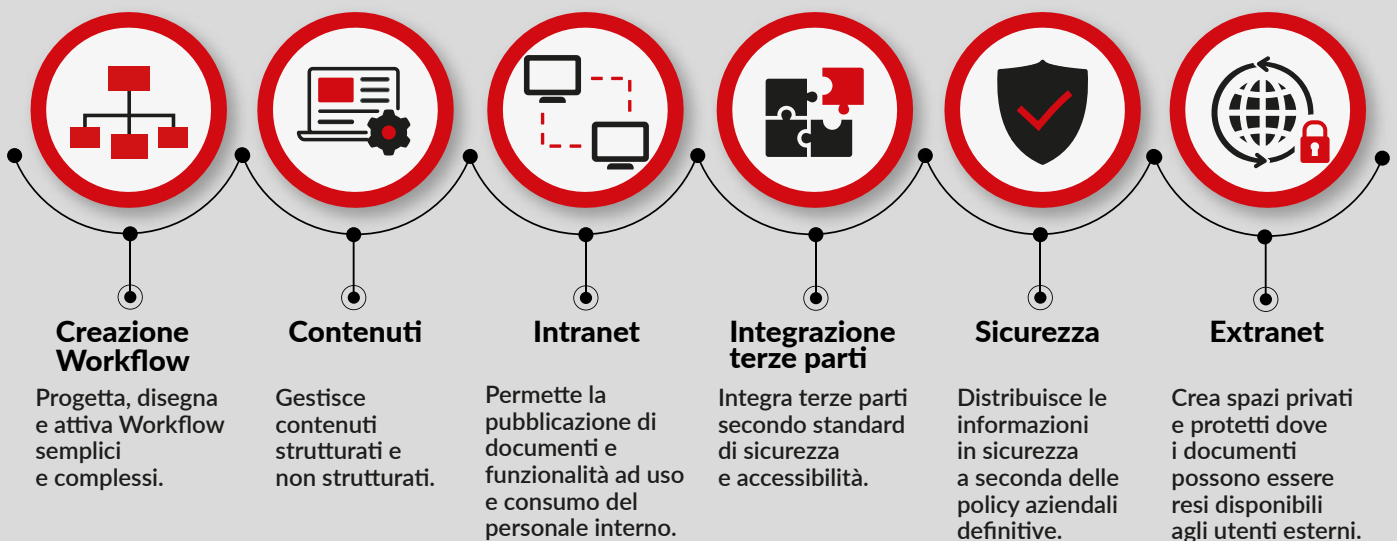 Creazione
Workflow
Progetta, disegna
e attiva Workflow
semplici
e complessi.
Contenuti
Gestisce
contenuti
strutturati e
non strutturati.
Intranet
Permette la
pubblicazione di
documenti e
funzionalità ad uso
e consumo del
personale interno.
Integrazione
terze parti
Integra terze parti
secondo standard
di sicurezza
e accessibilità.
Sicurezza
Distribuisce le
informazioni
in sicurezza
a seconda delle
policy aziendali
definitive.
Extranet
Crea spazi privati
e protetti dove
i documenti
possono essere
resi disponibili
agli utenti esterni.